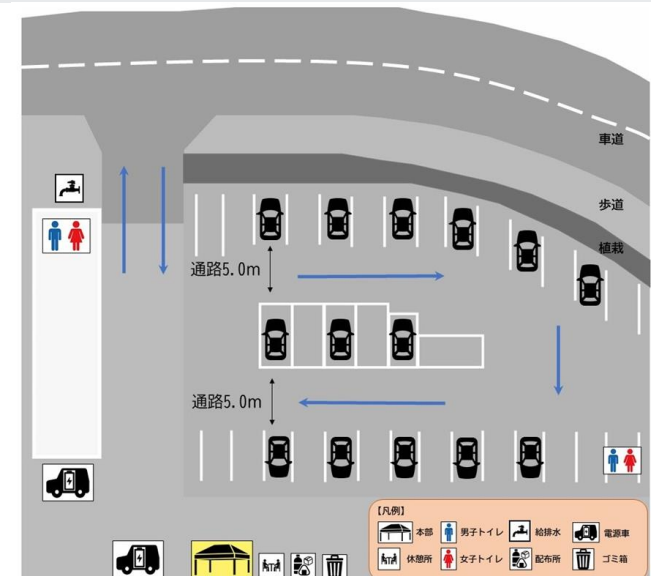 車道
歩道
植栽
通路5.0m
通路5.0m
【凡例】
本部 男子トイレ 給排水 電源車
休憩所 女子トイレ 配布所 ゴミ箱